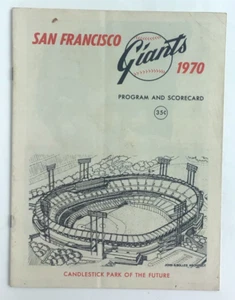 SAN FRANCISCO
Giants
1970
PROGRAM AND SCORECARD
35¢
CANDLESTICK PARK OF THE FUTURE